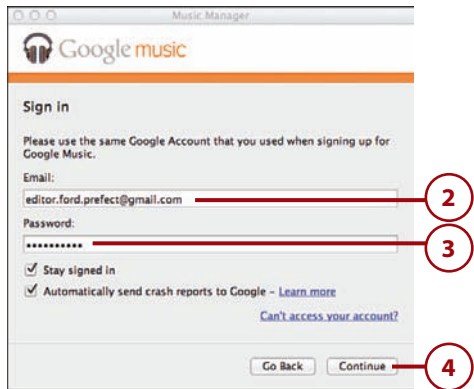 Music Manager
Google music
Sign in
Please use the same Google Account that you used when signing up for
Google Music.
Email:
editor.ford.prefect@gmail.com
2
Password:
••••••••••
3
Stay signed in
Automatically send crash reports to Google – Learn more
Can't access your account?
Go Back Continue
4